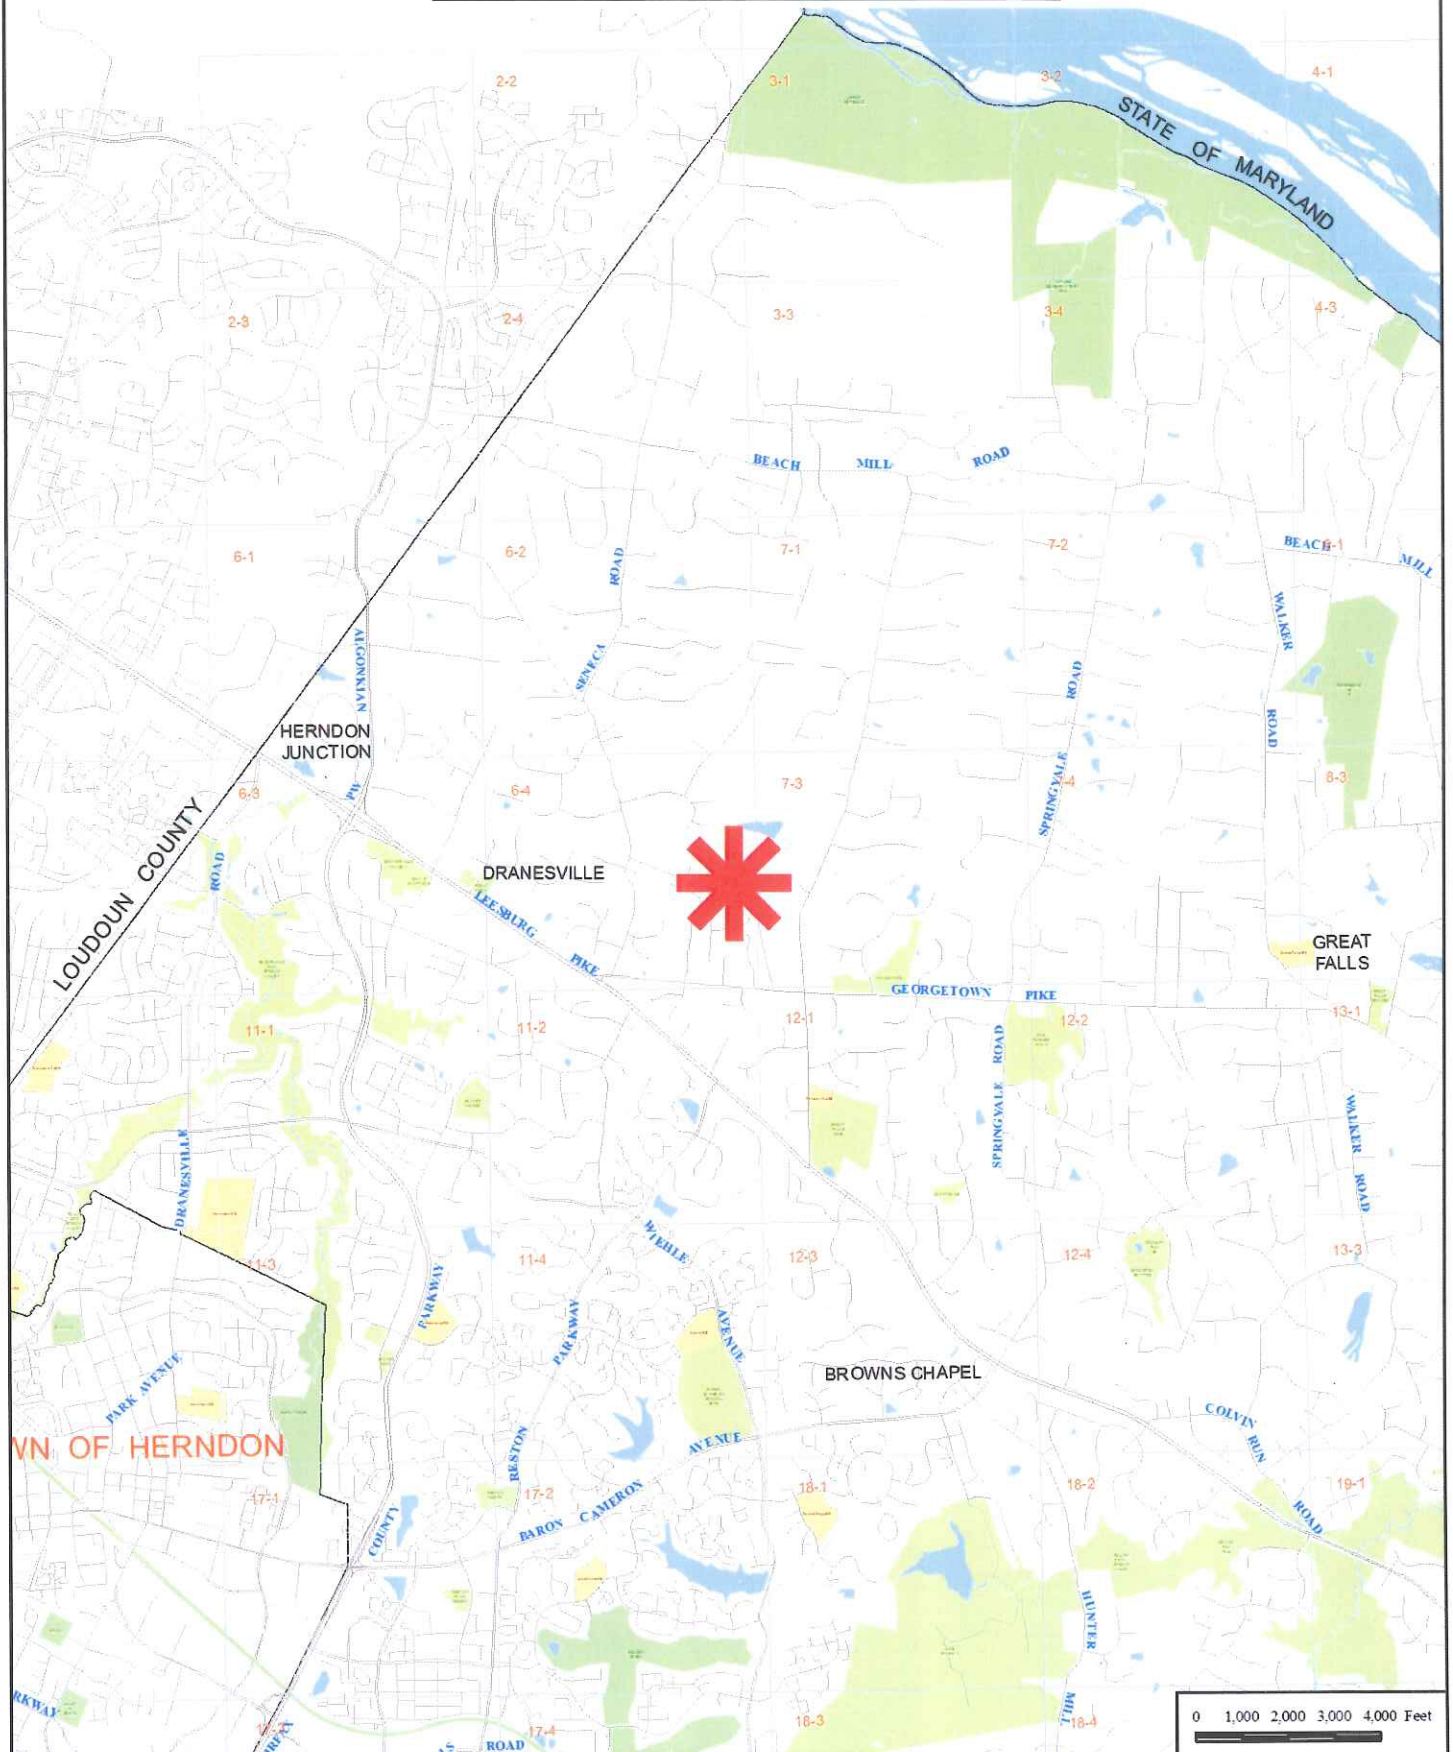 2-2
3-1
3-2
4-1
STATE OF MARYLAND
2-3
2-4
3-3
3-4
4-3
BEACH MILL ROAD
6-1
6-2
ROAD
7-1
7-2
BEACH
MILL
WALKER
ALGONKIAN
SENECA
ROAD
ROAD
HERNDON
JUNCTION
PW
6-3
6-4
7-3
SPRINGVALE
8-3
LOUDOUN COUNTY
ROAD
DRANESVILLE
LEESBURG
PIKE
GREAT
FALLS
GEORGETOWN PIKE
11-1
11-2
12-1
12-2
13-1
SPRINGVALE ROAD
WALKER
ROAD
DRANESVILLE
WIEHLE
11-3
11-4
12-3
12-4
13-3
PARKWAY
PARKWAY
AVENUE
PARK AVENUE
BROWNS CHAPEL
COLVIN
RUN
WN OF HERNDON
RESTON
AVENUE
17-1
17-2
18-1
18-2
19-1
BARON CAMERON
COUNTY
ROAD
HUNTER
RKWAY
MILL
17-4
18-3
18-4
ROAD
0 1,000 2,000 3,000 4,000 Feet